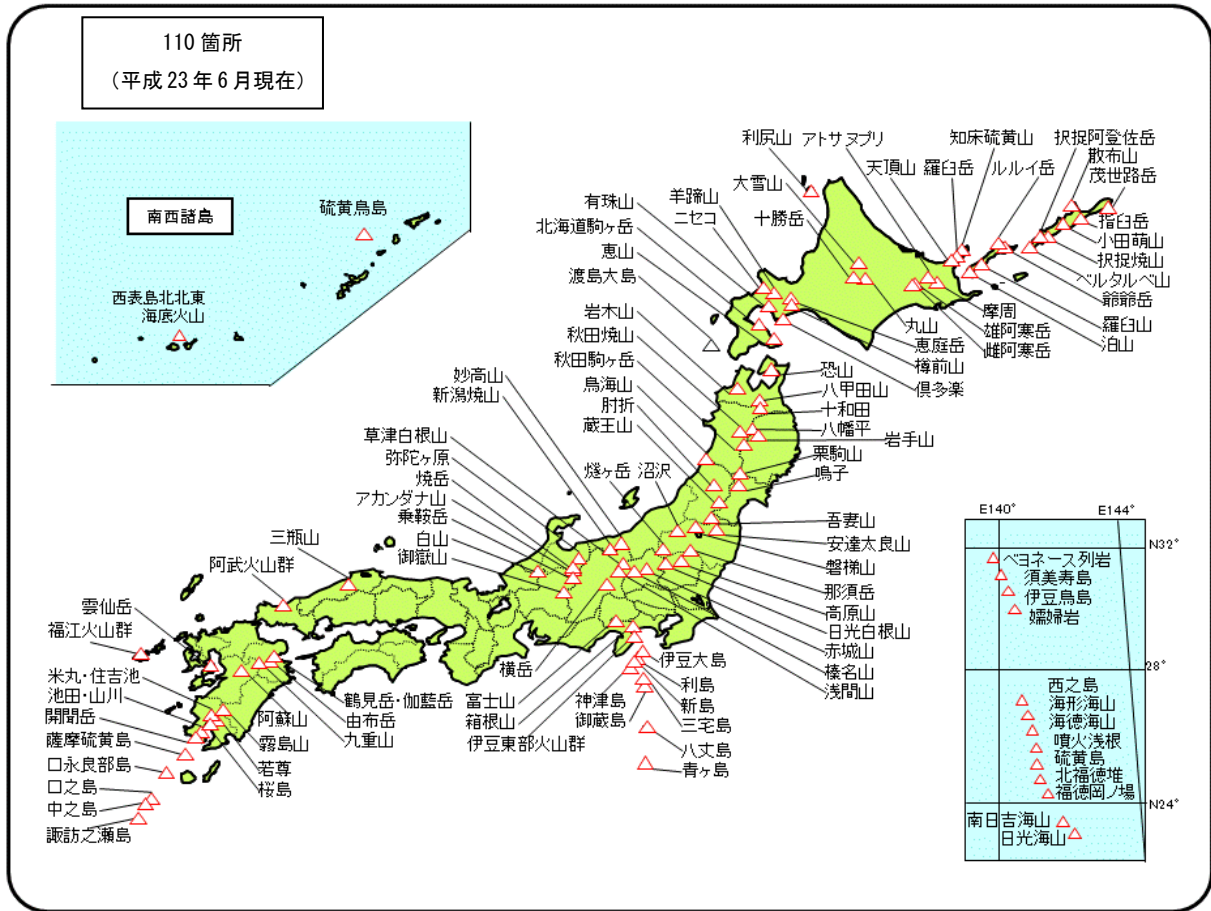 110 箇所
(平成 23 年 6 月現在)
南西諸島
硫黄鳥島
西表島北北東
海底火山
利尻山
アトサヌプリ
知床硫黄山
択捉阿登佐岳
散布山
天頂山
羅臼岳
ルルイ岳
茂世路岳
大雪山
羊蹄山
有珠山
ニセコ
十勝岳
北海道駒ヶ岳
恵山
渡島大島
指臼岳
小田萌山
択捉焼山
ベルタルベ山
爺爺岳
羅臼山
泊山
摩周
雄阿寒岳
雌阿寒岳
丸山
恵庭岳
樽前山
倶多楽
岩木山
秋田焼山
秋田駒ヶ岳
鳥海山
肘折
蔵王山
恐山
八甲田山
十和田
八幡平
岩手山
栗駒山
鳴子
妙高山
新潟焼山
草津白根山
弥陀ヶ原
焼岳
アカンダナ山
乗鞍岳
白山
御嶽山
燧ヶ岳
沼沢
吾妻山
安達太良山
磐梯山
那須岳
高原山
日光白根山
赤城山
榛名山
浅間山
三瓶山
阿武火山群
雲仙岳
福江火山群
米丸・住吉池
池田・山川
開聞岳
薩摩硫黄島
口永良部島
口之島
中之島
諏訪之瀬島
鶴見岳・伽藍岳
由布岳
九重山
阿蘇山
霧島山
若尊
桜島
横岳
富士山
箱根山
伊豆東部火山群
伊豆大島
利島
新島
神津島
三宅島
御蔵島
八丈島
青ヶ島
E140°
E144°
N32°
ベヨネース列岩
須美寿島
伊豆鳥島
孀婦岩
28°
西之島
海形海山
海徳海山
噴火浅根
硫黄島
北福徳堆
福徳岡ノ場
N24°
南日吉海山
日光海山